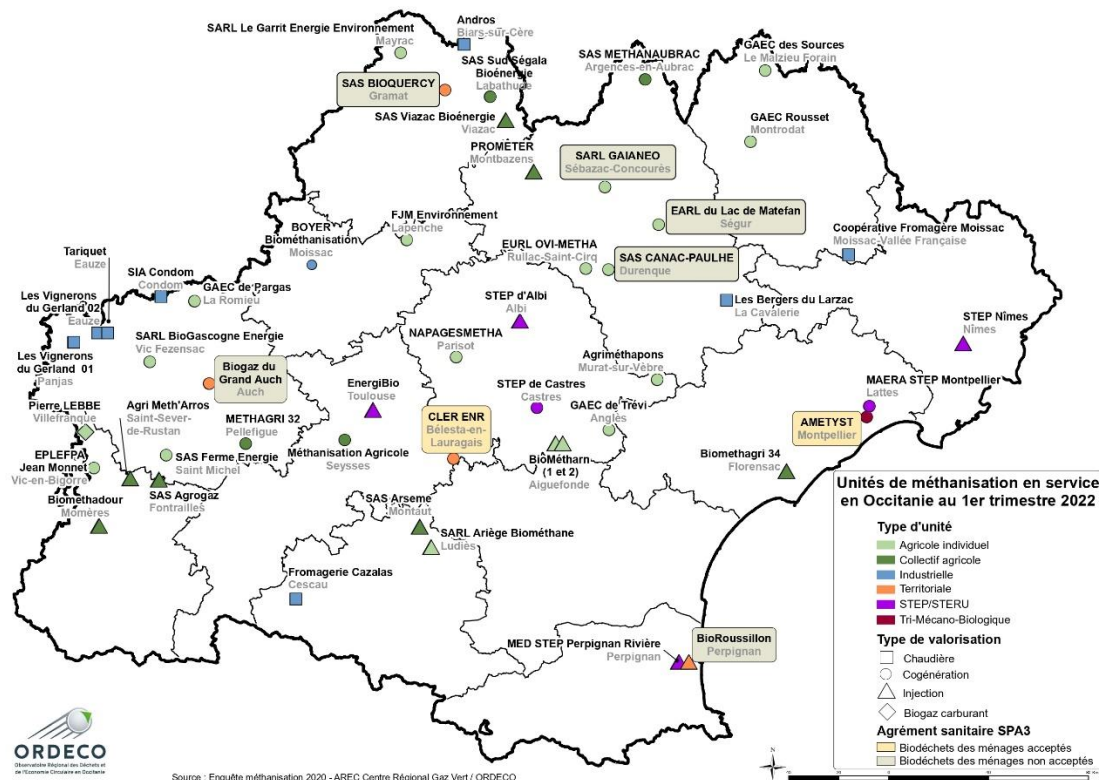 SARL Le Garrit Energie Environnement
Mayrac
Andros
Biars-sur-Cère
SAS Sud Ségala
Bioénergie
Labathude
SAS METHANAUBRAC
Argences-en-Aubrac
GAEC des Sources
Le Malzieu Forain
SAS BIOQUERCY
Gramat
SAS Viazac Bioénergie
Viazac
GAEC Rousset
Montrodat
PROMÉTER
Montbazens
SARL GAIANEO
Sébazac-Concourès
EARL du Lac de Matefan
Ségur
BOYER
Biométhanisation
Moissac
FJM Environnement
Lapenche
EURL OVI-METHA
Rullac-Saint-Cirq
SAS CANAC-PAULHE
Durenque
Coopérative Fromagère Moissac
Moissac-Vallée Française
Tariquet
Eauze
SIA Condom
Condom
GAEC de Pargas
La Romieu
Les Vignerons
du Gerland 02
Eauze
STEP d'Albi
Albi
Les Bergers du Larzac
La Cavalerie
STEP Nîmes
Nîmes
SARL BioGascogne Energie
Vic Fezensac
Les Vignerons
du Gerland 01
Panjas
NAPAGESMETHA
Parisot
Agriméthapons
Murat-sur-Vèbre
Biogaz du
Grand Auch
Auch
EnergiBio
Toulouse
STEP de Castres
Castres
MAERA STEP Montpellier
Lattes
Pierre LEBBE
Villefranque
Agri Meth'Arros
Saint-Sever-
de-Rustan
METHAGRI 32
Pellefigue
CLER ENR
Bélesta-en-
Lauragais
GAEC de Trévi
Anglès
AMETYST
Montpellier
EPLEFPA
Jean Monnet
Vic-en-Bigorre
SAS Ferme Energie
Saint Michel
Méthanisation Agricole
Seysses
BiôMétharn
(1 et 2)
Aiguefonde
Biomethagri 34
Florensac
Biométhadour
Momères
SAS Agrogaz
Fontrailles
SAS Arseme
Montaut
SARL Ariège Biométhane
Ludiès
Fromagerie Cazalas
Cescau
MED STEP Perpignan Rivière
Perpignan
BioRoussillon
Perpignan
Unités de méthanisation en service
en Occitanie au 1er trimestre 2022
Type d'unité
Agricole individuel
Collectif agricole
Industrielle
Territoriale
STEP/STERU
Tri-Mécano-Biologique
Type de valorisation
Chaudière
Cogénération
Injection
Biogaz carburant
Agrément sanitaire SPA3
Biodéchets des ménages acceptés
Biodéchets des ménages non acceptés
ORDECO
Observatoire Régional des Déchets et
de l'Economie Circulaire en Occitanie
Source : Enquête méthanisation 2020 - AREC Centre Régional Gaz Vert / ORDECO
N